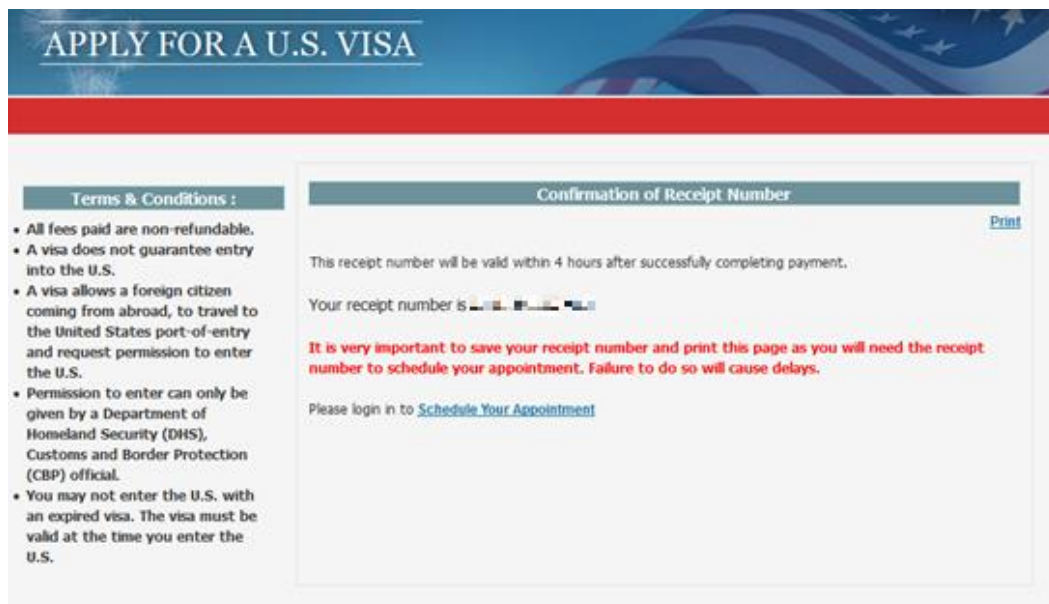 APPLY FOR A U.S. VISA
Terms & Conditions :
• All fees paid are non-refundable.
• A visa does not guarantee entry
into the U.S.
• A visa allows a foreign citizen
coming from abroad, to travel to
the United States port-of-entry
and request permission to enter
the U.S.
• Permission to enter can only be
given by a Department of
Homeland Security (DHS),
Customs and Border Protection
(CBP) official.
• You may not enter the U.S. with
an expired visa. The visa must be
valid at the time you enter the
U.S.
Confirmation of Receipt Number
Print
This receipt number will be valid within 4 hours after successfully completing payment.
Your receipt number is
It is very important to save your receipt number and print this page as you will need the receipt
number to schedule your appointment. Failure to do so will cause delays.
Please login in to Schedule Your Appointment